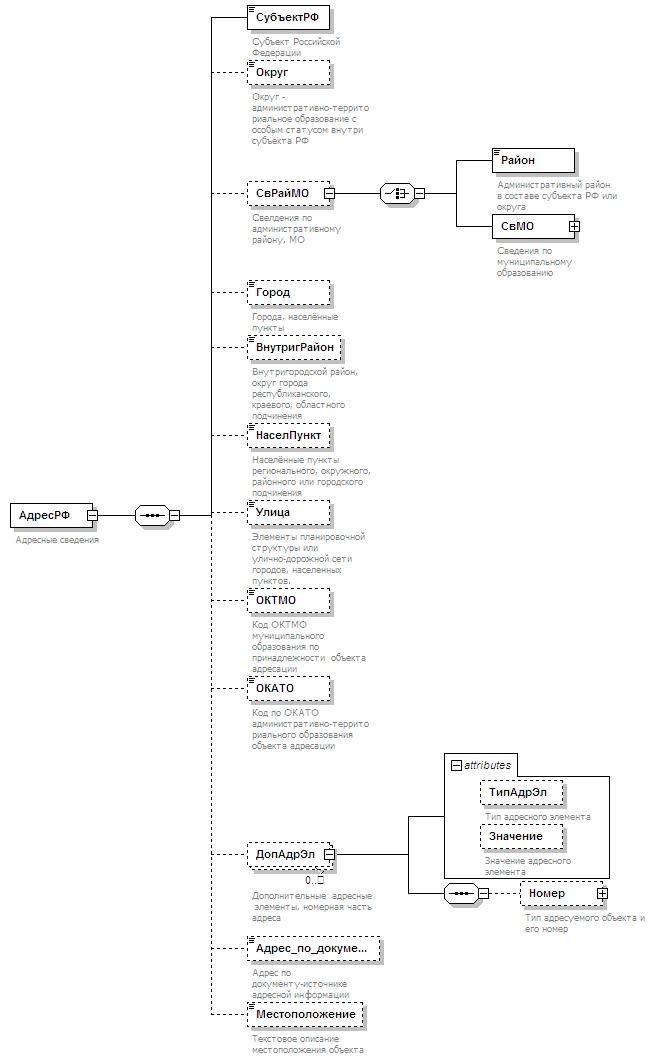 СубъектРФ
Субъект Российской
Федерации
Округ
Округ -
административно-террито
риальное образование с
особым статусом внутри
субъекта РФ
СвРайМО
Свелдения по
административному
району, МО
Район
Административный район
в составе субъекта РФ или
округа
СвМО
Сведения по
муниципальному
образованию
Город
Города, населённые
пункты
ВнутригРайон
Внутригородской район,
округ города
республиканского,
краевого, областного
подчинения
НаселПункт
Населённые пункты
регионального, окружного,
районного или городского
подчинения
АдресРФ
Адресные сведения
Улица
Элементы планировочной
структуры или
улично-дорожной сети
городов, населенных
пунктов.
ОКТМО
Код ОКТМО
муниципального
образования по
принадлежности объекта
адресации
ОКАТО
Код по ОКАТО
административно-террито
риального образования
объекта адресации
attributes
ТипАдрЭл
Тип адресного элемента
Значение
Значение адресного
элемента
ДопАдрЭл
0..
Дополнительные адресные
элементы, номерная часть
адреса
Номер
Тип адресуемого объекта и
его номер
Адрес_по_докуме...
Адрес по
документу-источнике
адресной информации
Местоположение
Текстовое описание
местоположения объекта